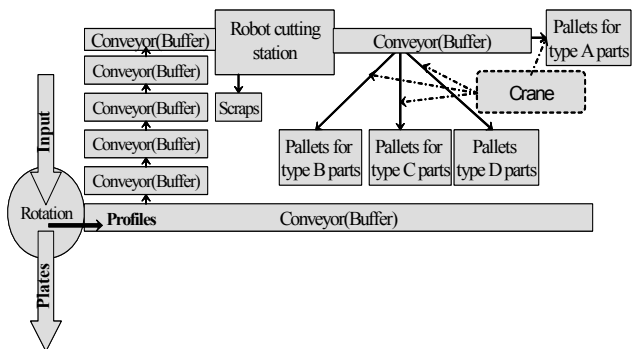 Conveyor(Buffer)
Robot cutting
station
Conveyor(Buffer)
Pallets for
type A parts
Conveyor(Buffer)
Crane
Input
Conveyor(Buffer)
Scraps
Conveyor(Buffer)
Pallets for
type B parts
Pallets for
type C parts
Pallets
type D parts
Conveyor(Buffer)
Rotation
Profiles
Conveyor(Buffer)
Plates